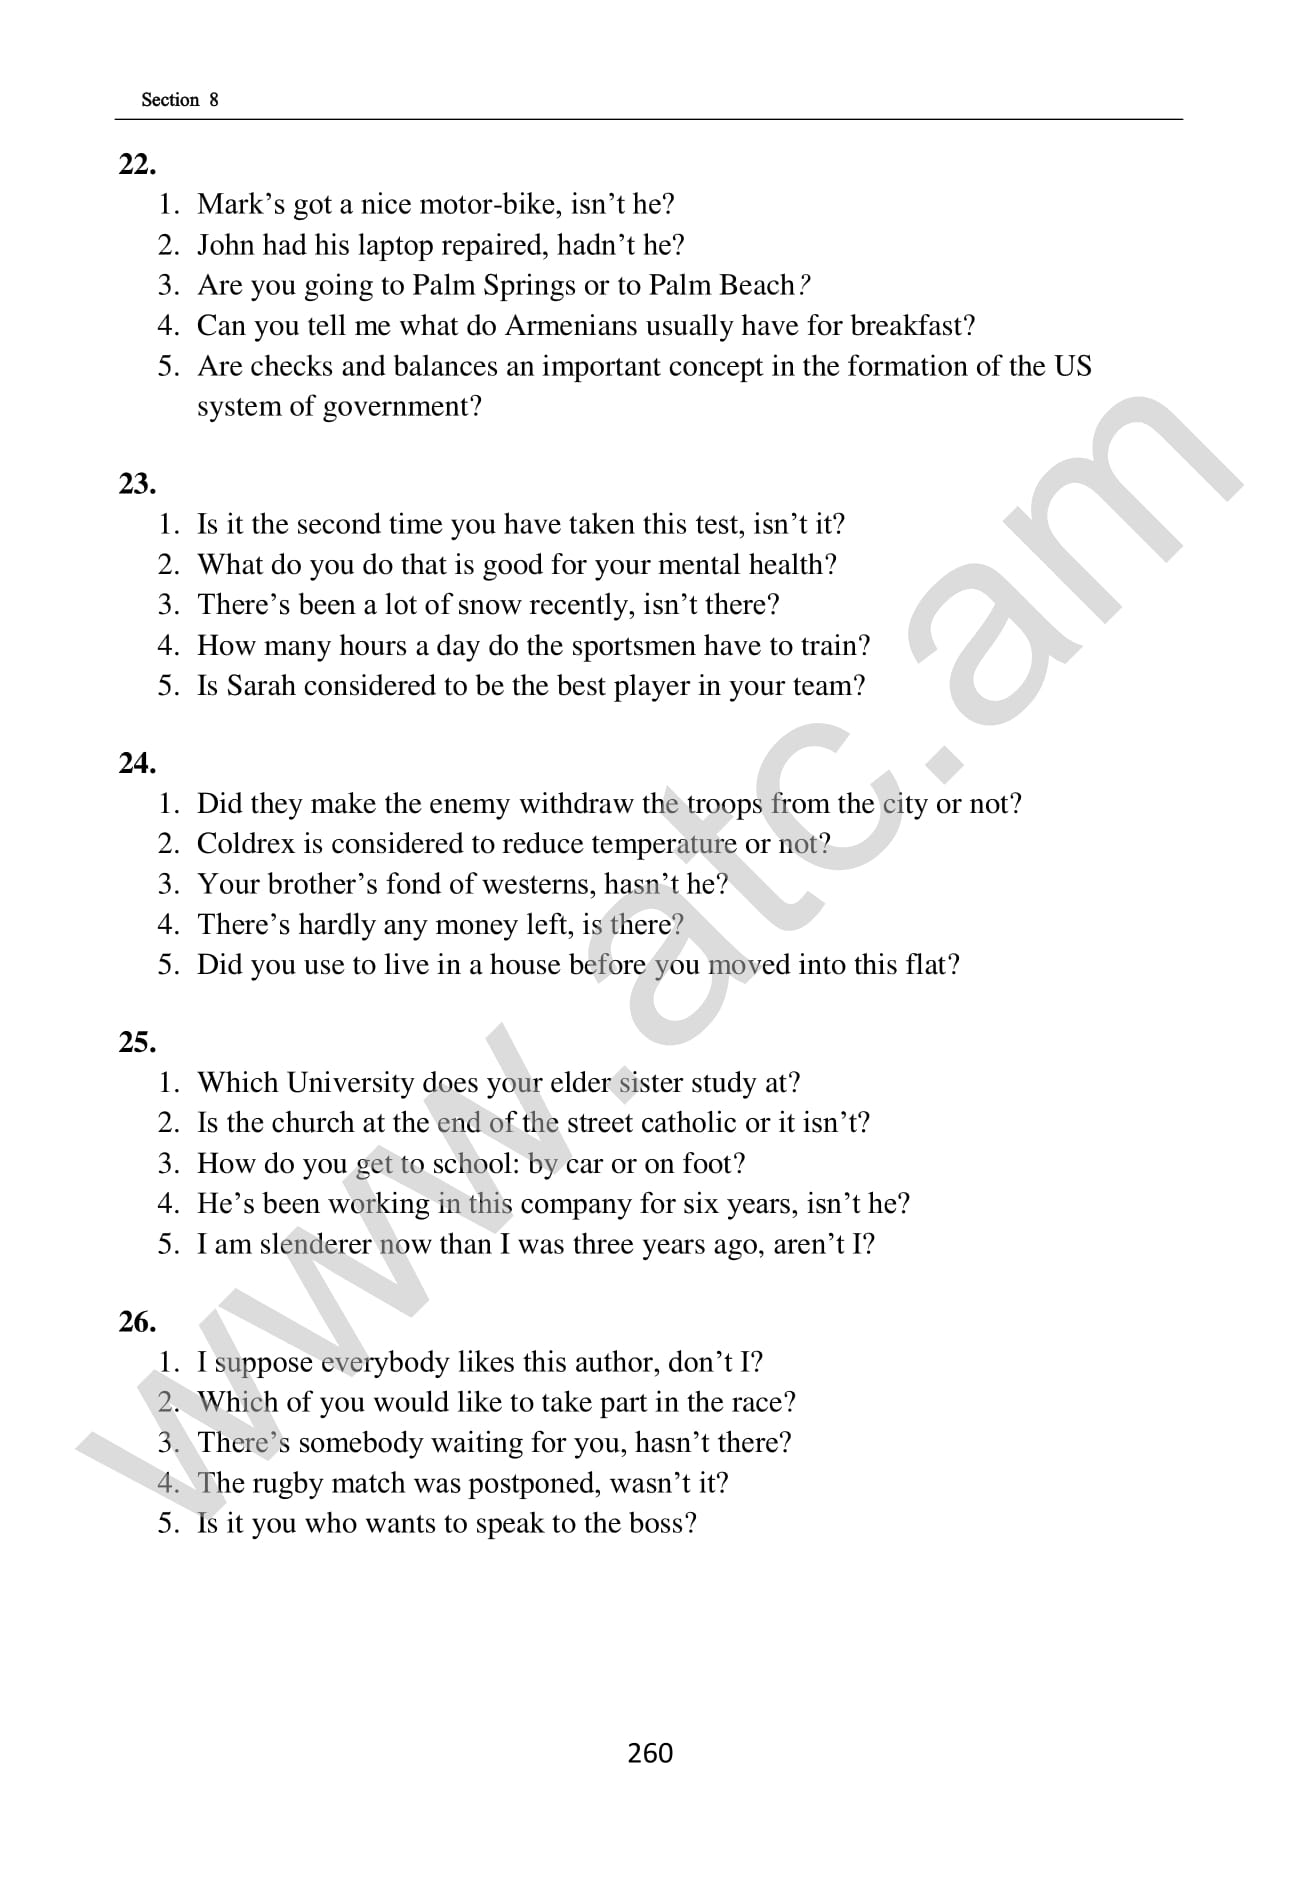 Section 8
22.
1. Mark’s got a nice motor-bike, isn’t he?
2. John had his laptop repaired, hadn’t he?
3. Are you going to Palm Springs or to Palm Beach?
4. Can you tell me what do Armenians usually have for breakfast?
5. Are checks and balances an important concept in the formation of the US
system of government?
23.
1. Is it the second time you have taken this test, isn’t it?
2. What do you do that is good for your mental health?
3. There’s been a lot of snow recently, isn’t there?
4. How many hours a day do the sportsmen have to train?
5. Is Sarah considered to be the best player in your team?
24.
1. Did they make the enemy withdraw the troops from the city or not?
2. Coldrex is considered to reduce temperature or not?
3. Your brother’s fond of westerns, hasn’t he?
4. There’s hardly any money left, is there?
5. Did you use to live in a house before you moved into this flat?
25.
1. Which University does your elder sister study at?
2. Is the church at the end of the street catholic or it isn’t?
3. How do you get to school: by car or on foot?
4. He’s been working in this company for six years, isn’t he?
5. I am slenderer now than I was three years ago, aren’t I?
26.
1. I suppose everybody likes this author, don’t I?
2. Which of you would like to take part in the race?
3. There’s somebody waiting for you, hasn’t there?
4. The rugby match was postponed, wasn’t it?
5. Is it you who wants to speak to the boss?
260
www.atc.am